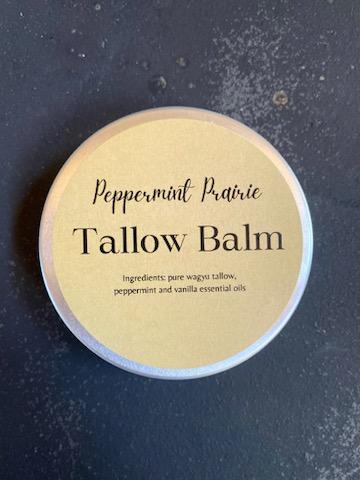 Peppermint Prairie
Tallow Balm
Ingredients: pure wagyu tallow,
peppermint and vanilla essential oils